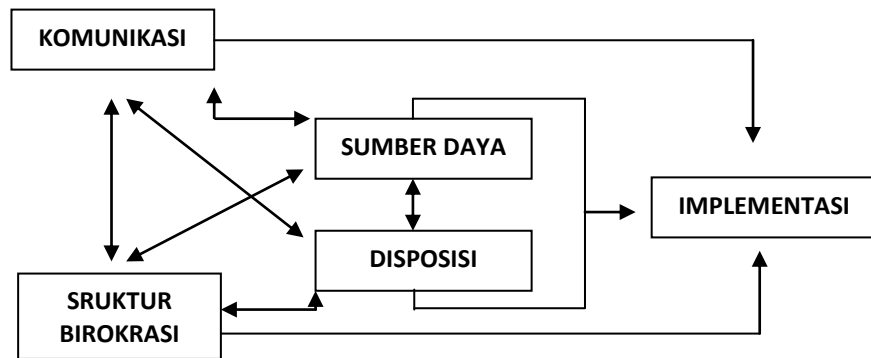 KOMUNIKASI
SUMBER DAYA
IMPLEMENTASI
DISPOSISI
SRUKTUR
BIROKRASI